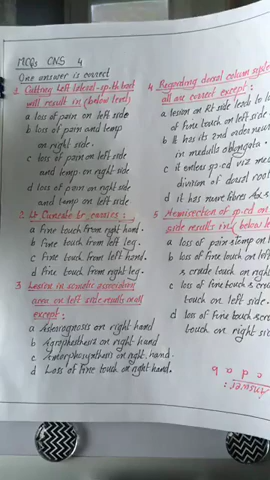 MCQs CNS 4
One answer is correct
1 Cutting Left lateral sp. th tract
will result in (below level)
a loss of pain on left side
b loss of pain and temp
on right side.
c loss of pain on left side
and temp on right side
d loss of pain on right side
and temp on left side
2 Lt Cuneate tr carries :
a Fine touch from right hand.
b Fine touch from left leg.
c Fine touch from left hand.
d Fine touch from right leg.
3 Lesion in sensory association
area on left side results in all
except :
a Astereognosis on right hand
b Agraphesthesia on right hand
c Amorphosynthesis on right hand.
d Loss of Fine touch on right hand.
4 Regarding dorsal column
all are correct except :
a lesion on Rt side leads to
of Fine touch on left side
b It has its 2nd order
in medulla oblongata.
c it enters sp. cd via
division of dorsal root
d it has more fibres
5 Hemisection of sp. cd on
side results in ( below
a loss of pain & temp on
b loss of fine touch on left
& crude touch on right
c loss of fine touch &
touch on left side.
d loss of fine touch &
touch on right
Answer :
c d a b